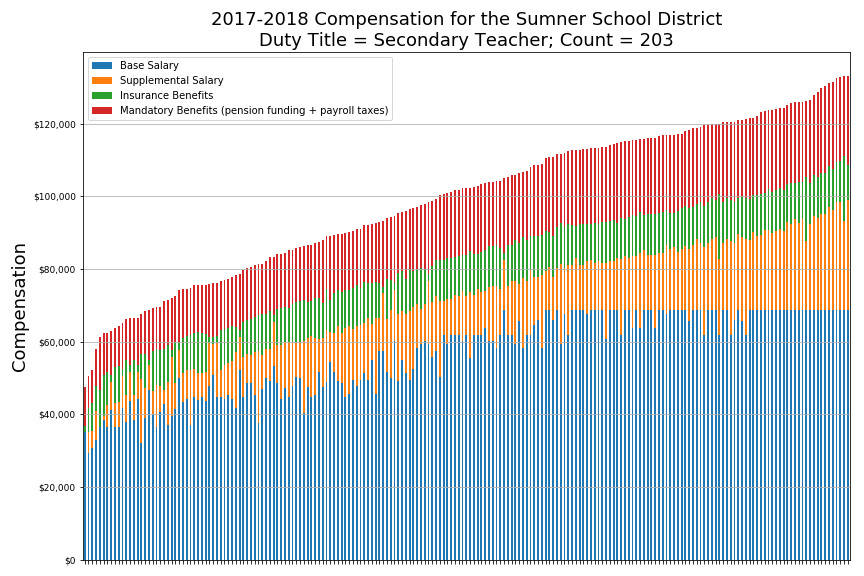 2017-2018 Compensation for the Sumner School District
Duty Title = Secondary Teacher; Count = 203
Base Salary
Supplemental Salary
Insurance Benefits
Mandatory Benefits (pension funding + payroll taxes)
$120,000
$100,000
$80,000
$60,000
$40,000
$20,000
$0
Compensation